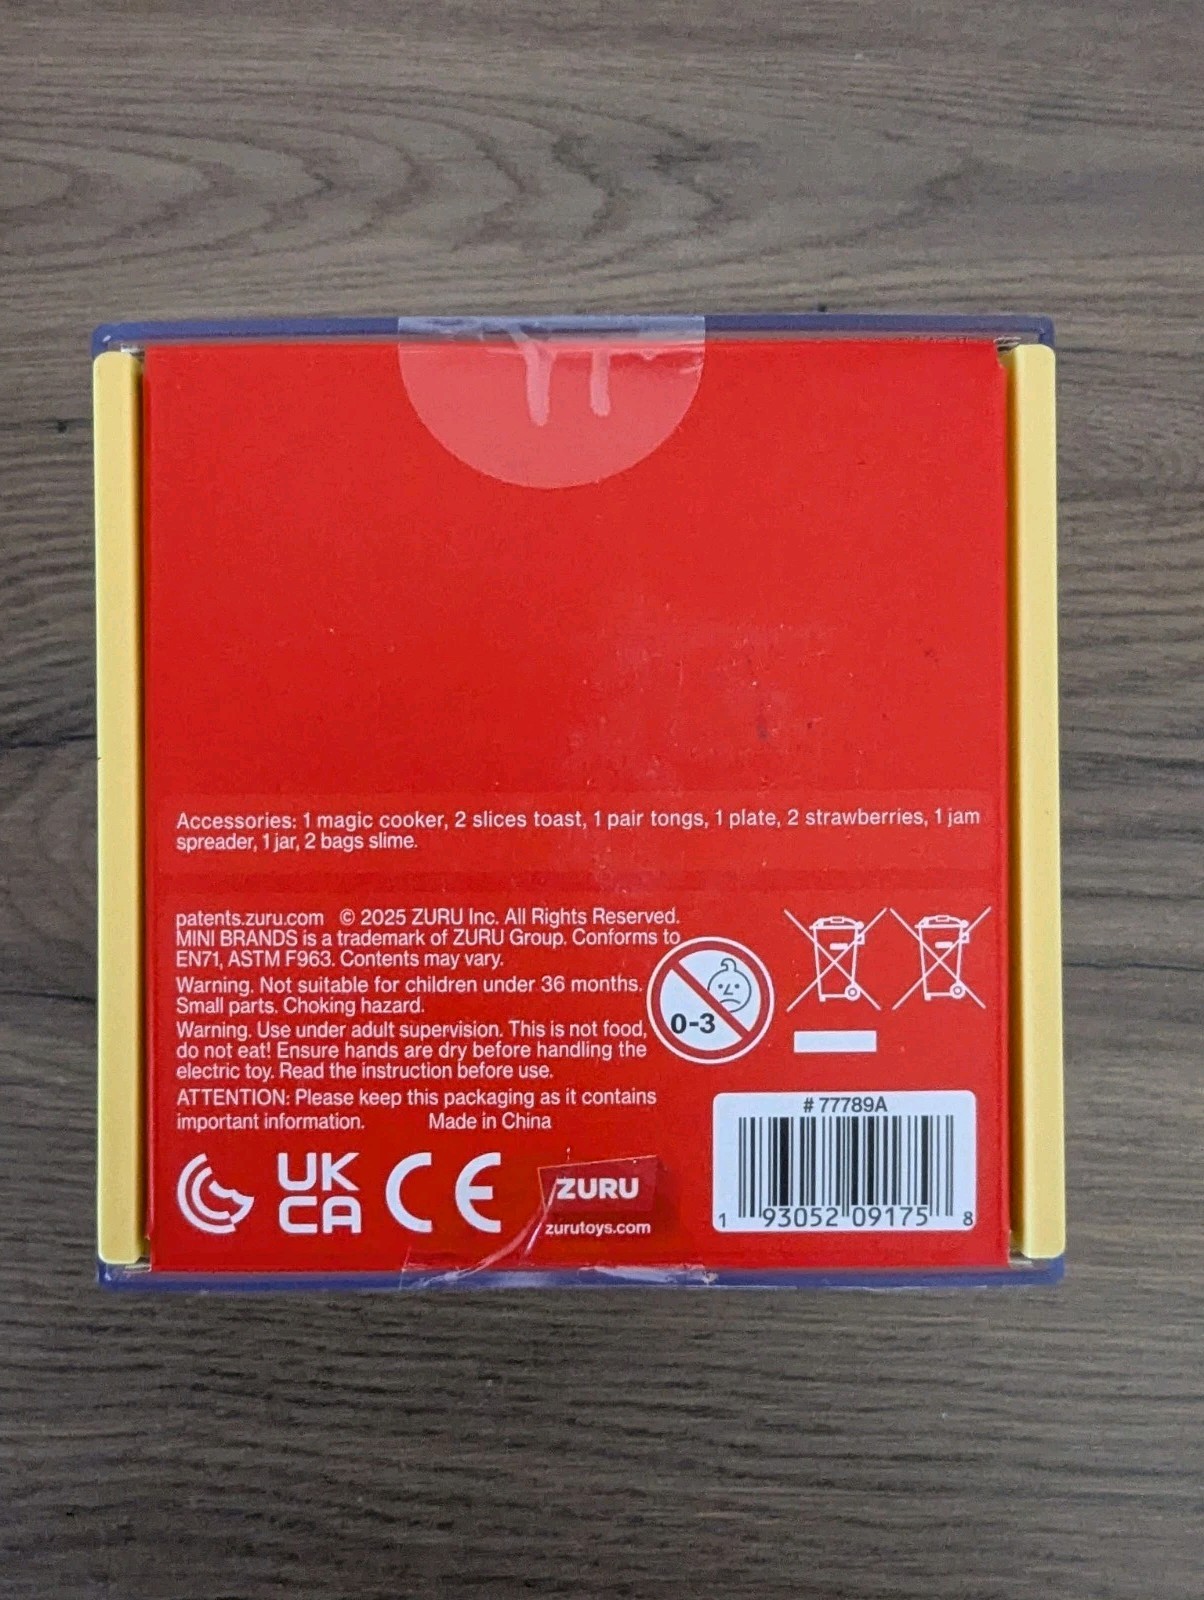 Accessories: 1 magic cooker, 2 slices toast, 1 pair tongs, 1 plate, 2 strawberries, 1 jam
spreader, 1 jar, 2 bags slime.
patents.zuru.com © 2025 ZURU Inc. All Rights Reserved.
MINI BRANDS is a trademark of ZURU Group. Conforms to
EN71, ASTM F963. Contents may vary.
Warning. Not suitable for children under 36 months.
Small parts. Choking hazard.
Warning. Use under adult supervision. This is not food,
do not eat! Ensure hands are dry before handling the
electric toy. Read the instruction before use.
ATTENTION: Please keep this packaging as it contains
important information. Made in China
0-3
UK
CA
CE
ZURU
zurutoys.com
# 77789A
1 93052 09175 8